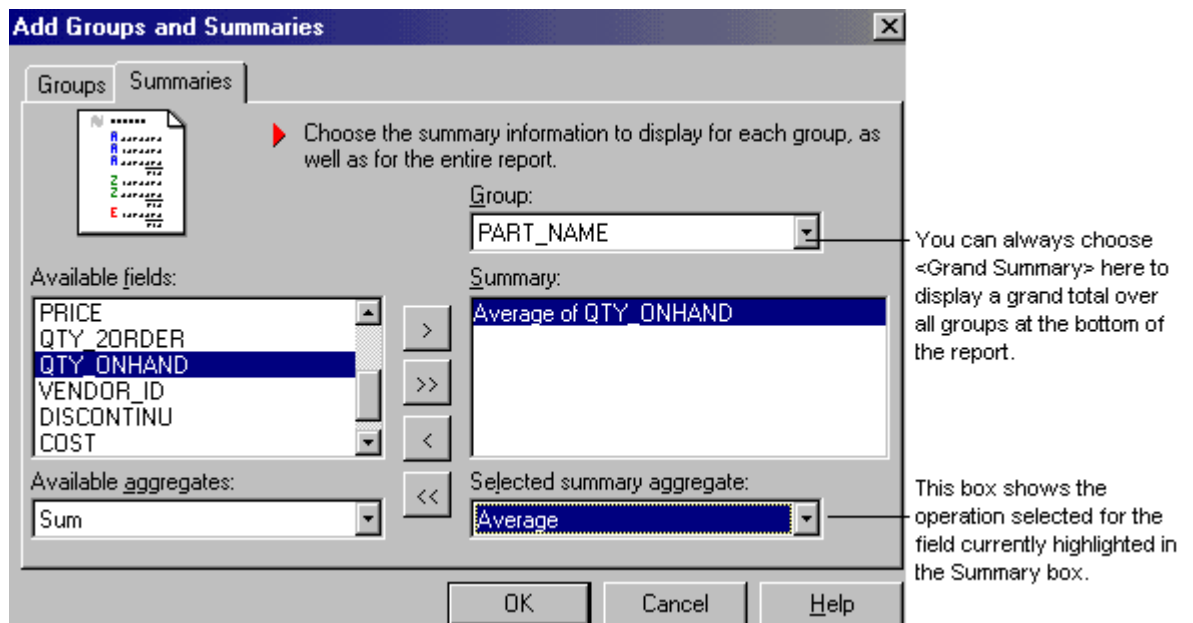 Add Groups and Summaries
Groups
Summaries
Choose the summary information to display for each group, as
well as for the entire report.
Group:
PART_NAME
Available fields:
PRICE
QTY_2ORDER
QTY_ONHAND
VENDOR_ID
DISCONTINU
COST
>
>>
<
<<
Summary:
Average of QTY_ONHAND
Available aggregates:
Sum
Selected summary aggregate:
Average
OK
Cancel
Help
You can always choose
<Grand Summary> here to
display a grand total over
all groups at the bottom of
the report.
This box shows the
operation selected for the
field currently highlighted in
the Summary box.